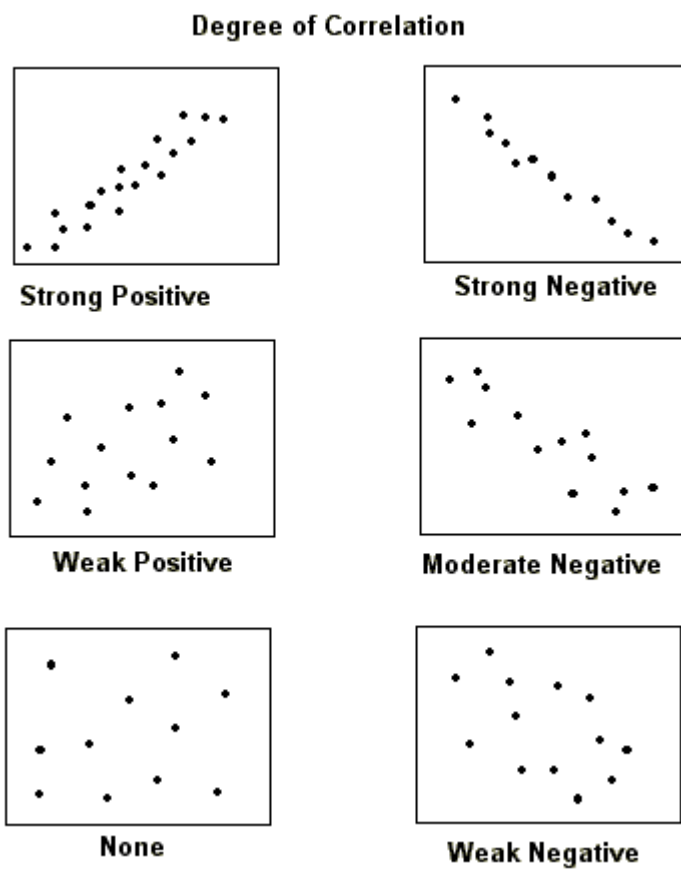 Degree of Correlation
Strong Positive
Strong Negative
Weak Positive
Moderate Negative
None
Weak Negative